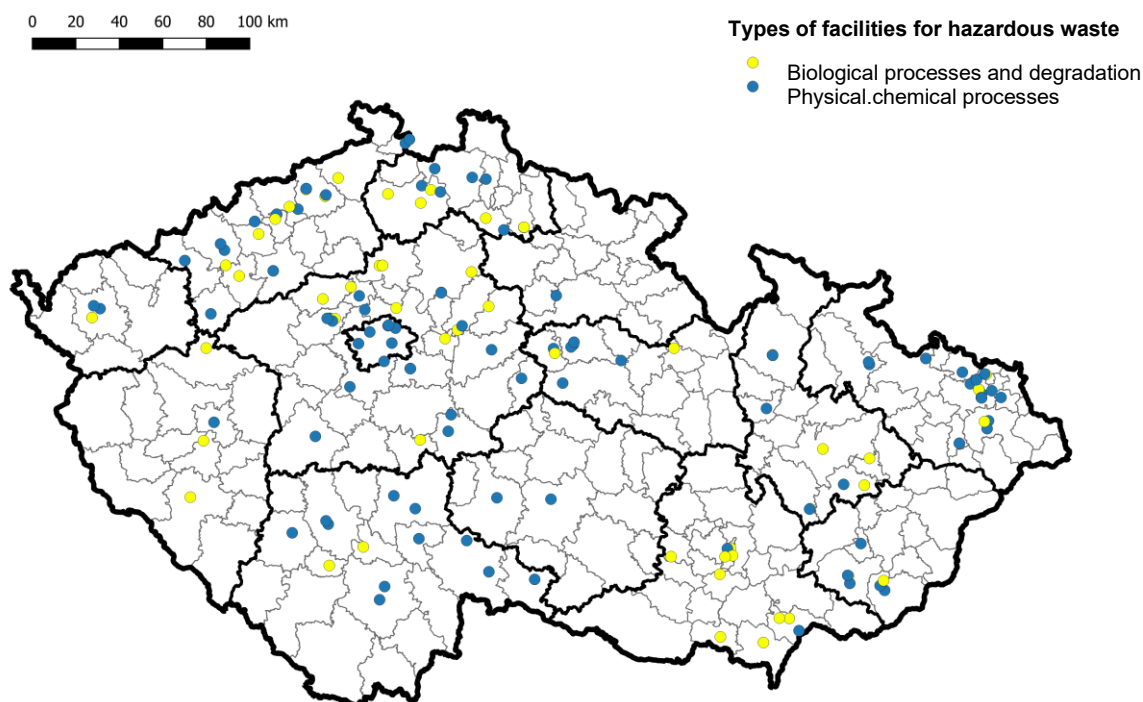 0 20 40 60 80 100 km
Types of facilities for hazardous waste
Biological processes and degradation
Physical.chemical processes